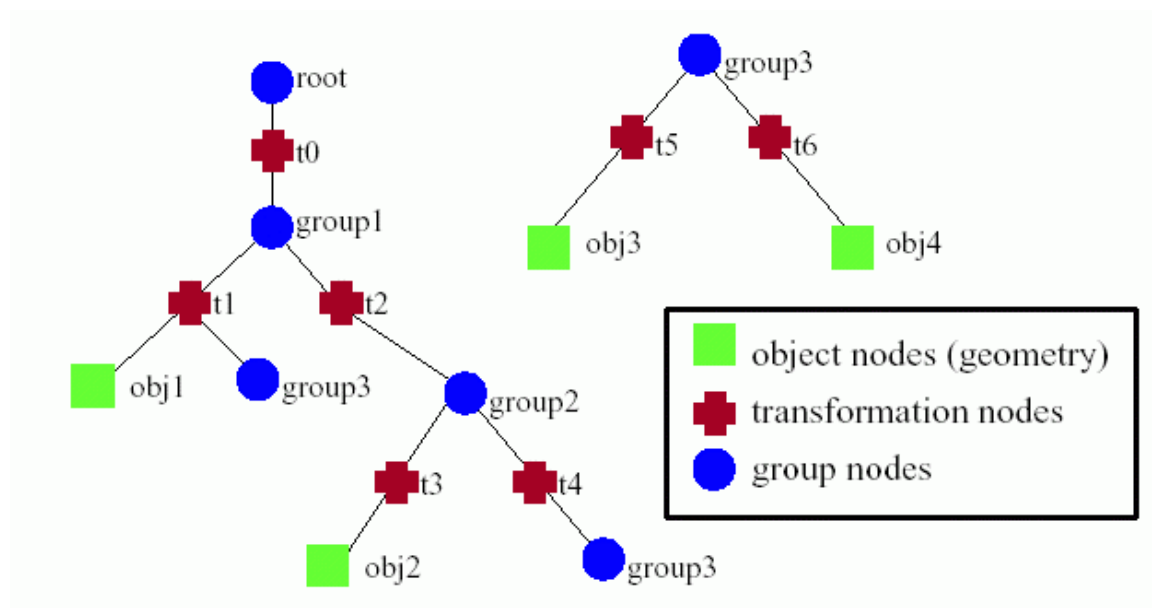 root
t0
group1
t1
t2
obj1
group3
group2
t3
t4
obj2
group3
group3
t5
t6
obj3
obj4
object nodes (geometry)
transformation nodes
group nodes